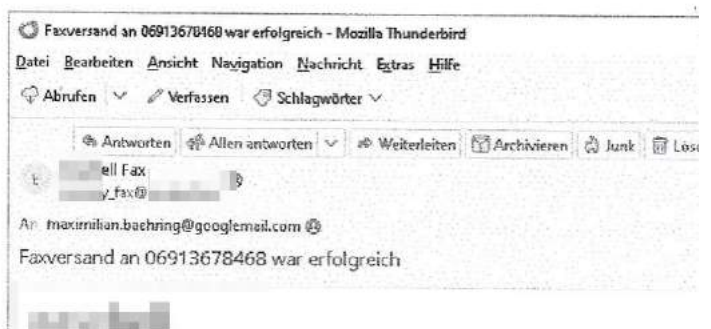 Faxversand an 06913678468 war erfolgreich - Mozilla Thunderbird
Datei Bearbeiten Ansicht Navigation Nachricht Extras Hilfe
Abrufen Verfassen Schlagwörter
Antworten Allen antworten Weiterleiten Archivieren Junk
ell Fax
y_fax@
An maximilian.baehring@googlemail.com
Faxversand an 06913678468 war erfolgreich